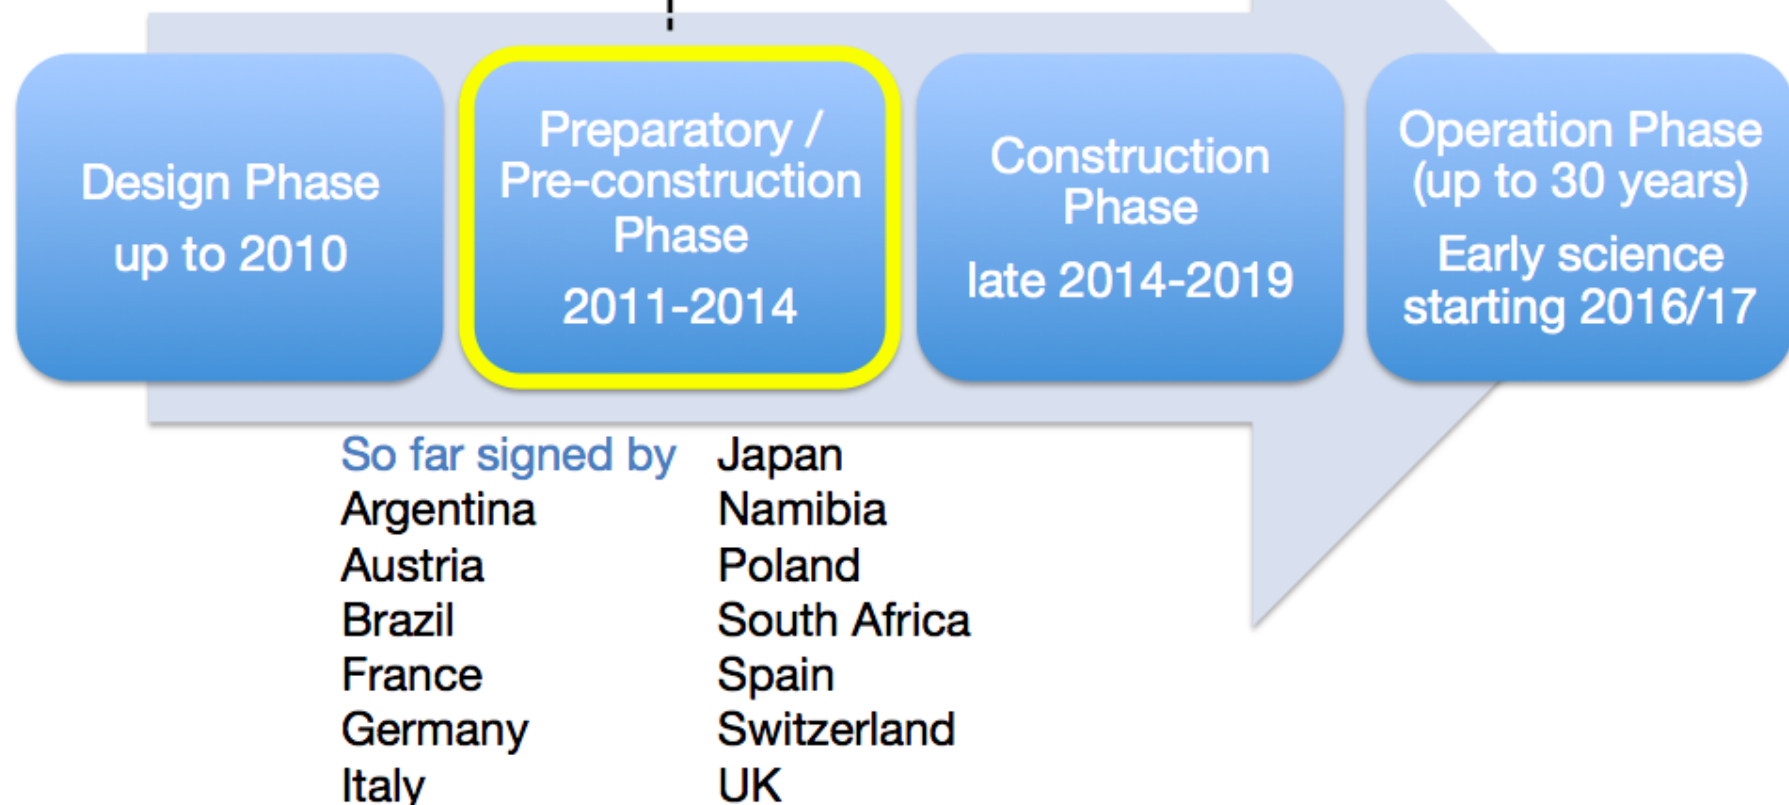 Design Phase
up to 2010
Preparatory /
Pre-construction
Phase
2011-2014
Construction
Phase
late 2014-2019
Operation Phase
(up to 30 years)
Early science
starting 2016/17
So far signed by
Argentina
Austria
Brazil
France
Germany
Italy
Japan
Namibia
Poland
South Africa
Spain
Switzerland
UK